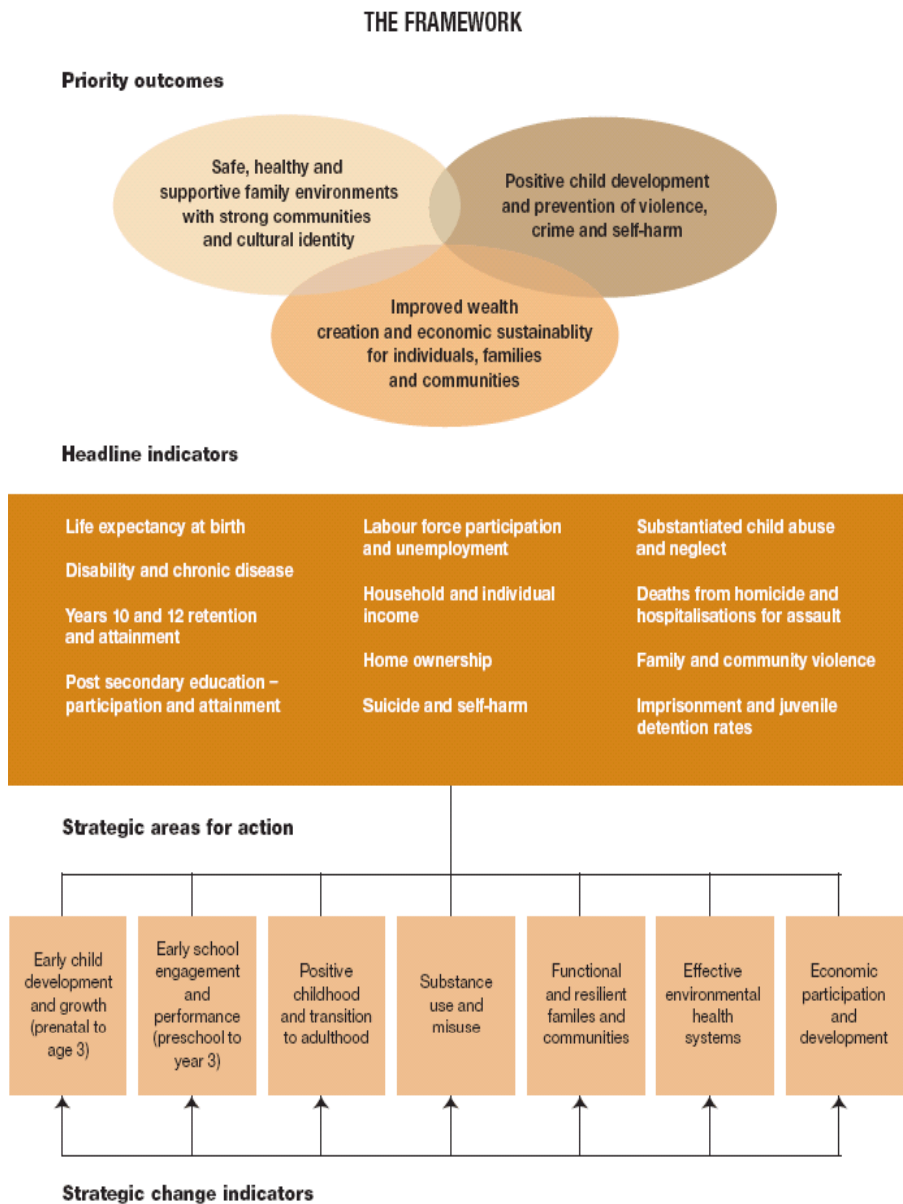 THE FRAMEWORK
Priority outcomes
Safe, healthy and
supportive family environments
with strong communities
and cultural identity
Positive child development
and prevention of violence,
crime and self-harm
Improved wealth
creation and economic sustainablity
for individuals, families
and communities
Headline indicators
Life expectancy at birth
Disability and chronic disease
Years 10 and 12 retention
and attainment
Post secondary education –
participation and attainment
Labour force participation
and unemployment
Household and individual
income
Home ownership
Suicide and self-harm
Substantiated child abuse
and neglect
Deaths from homicide and
hospitalisations for assault
Family and community violence
Imprisonment and juvenile
detention rates
Strategic areas for action
Early child
development
and growth
(prenatal to
age 3)
Early school
engagement
and
performance
(preschool to
year 3)
Positive
childhood
and transition
to adulthood
Substance
use and
misuse
Functional
and resilient
familes and
communities
Effective
environmental
health
systems
Economic
participation
and
development
Strategic change indicators